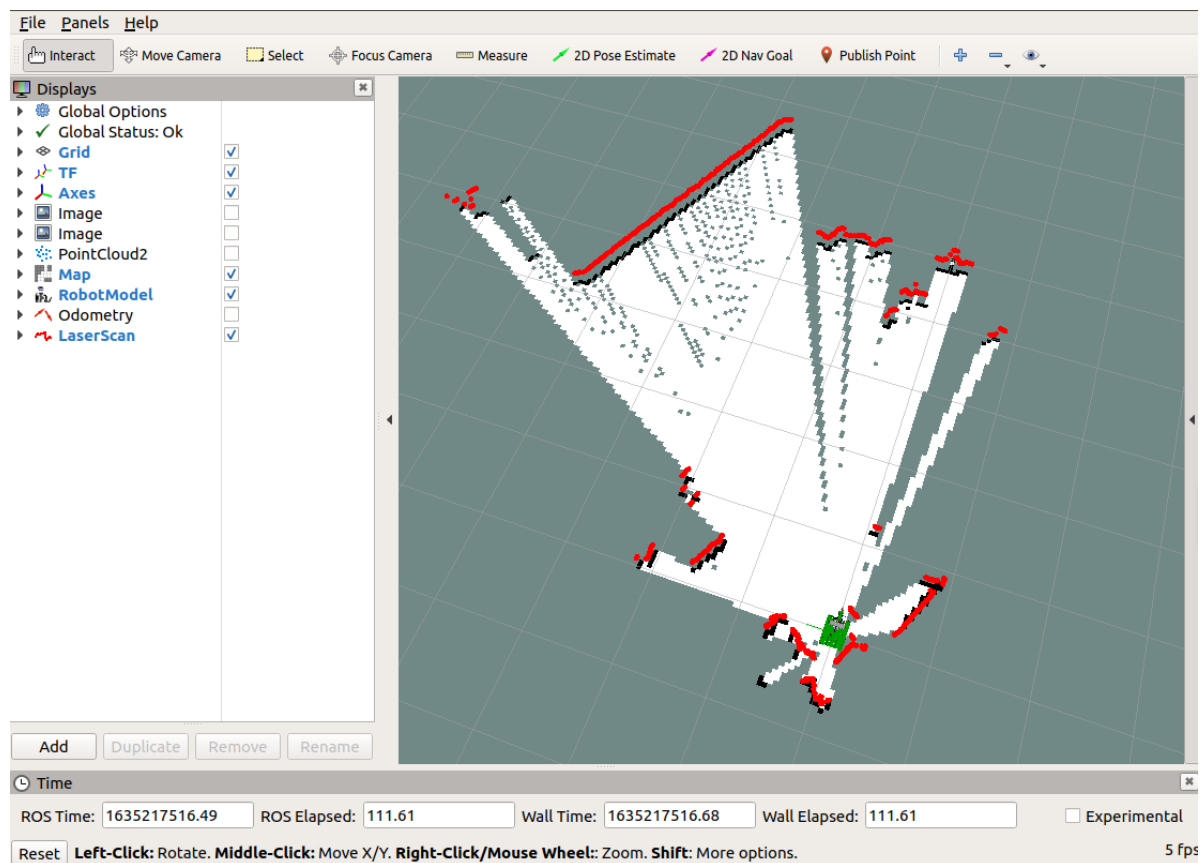 File Panels Help
Interact Move Camera Select Focus Camera Measure 2D Pose Estimate 2D Nav Goal Publish Point
Displays
Global Options
Global Status: Ok
Grid
TF
Axes
Image
Image
PointCloud2
Map
RobotModel
Odometry
LaserScan
Add Duplicate Remove Rename
Time
ROS Time: 1635217516.49 ROS Elapsed: 111.61 Wall Time: 1635217516.68 Wall Elapsed: 111.61 Experimental
Reset Left-Click: Rotate. Middle-Click: Move X/Y. Right-Click/Mouse Wheel:: Zoom. Shift: More options. 5 fps